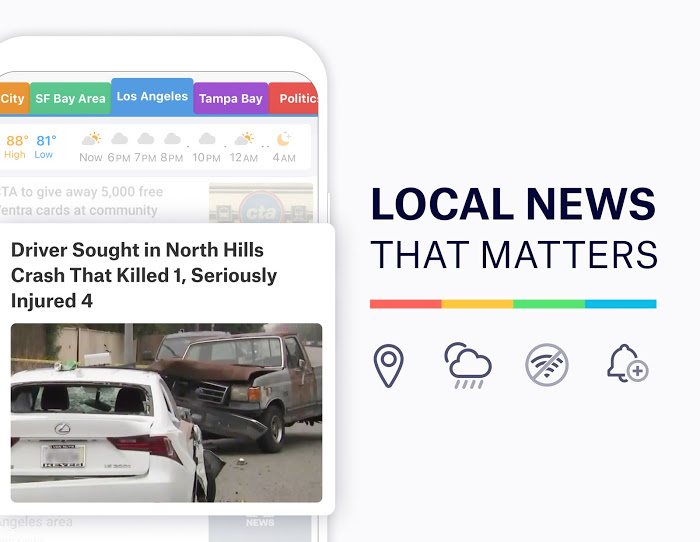 City SF Bay Area Los Angeles Tampa Bay Politic
88° 81°
High Low
Now 6PM 7PM 8PM 10PM 12AM 4AM
CTA to give away 5,000 free
Ventra cards at community
cta
Driver Sought in North Hills
Crash That Killed 1, Seriously
Injured 4
LOCAL NEWS
THAT MATTERS
ngeles area
NEWS